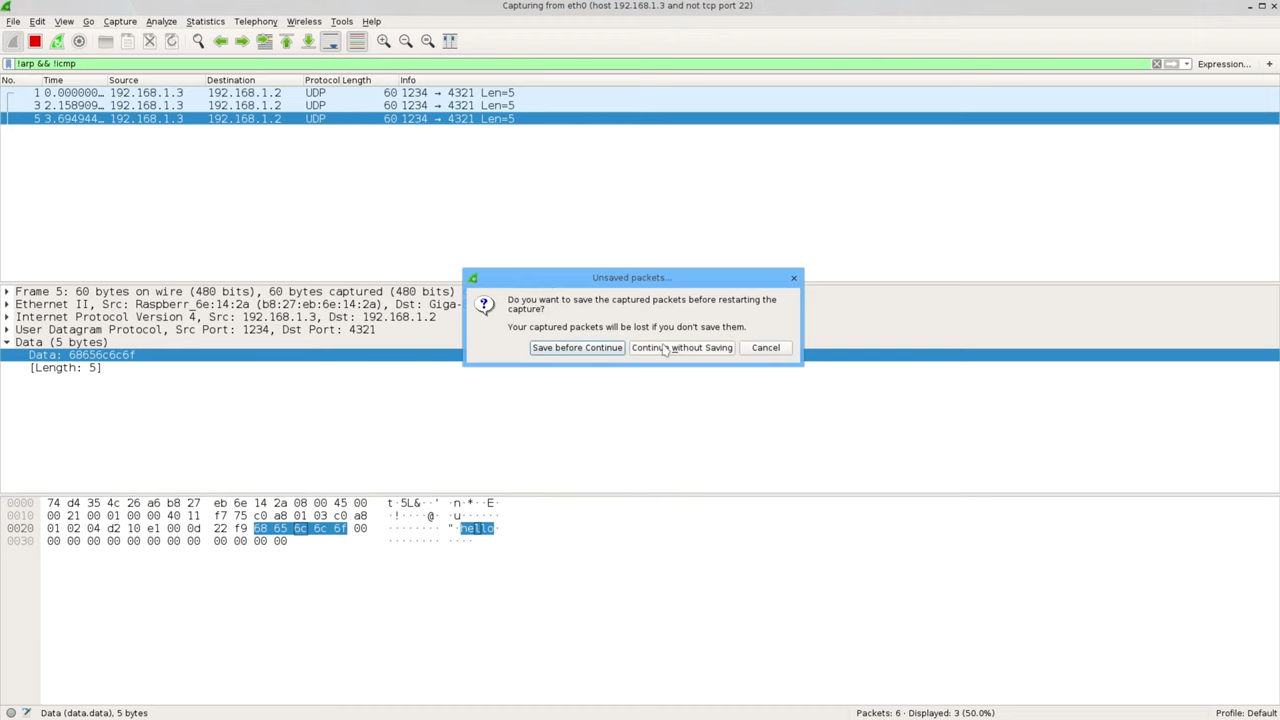 Capturing from eth0 (host 192.168.1.3 and not tcp port 22)
File Edit View Go Capture Analyze Statistics Telephony Wireless Tools Help
!arp && !icmp Expression... +
No. Time Source Destination Protocol Length Info
1 0.000000... 192.168.1.3 192.168.1.2 UDP 60 1234 → 4321 Len=5
3 2.158909... 192.168.1.3 192.168.1.2 UDP 60 1234 → 4321 Len=5
5 3.694944... 192.168.1.3 192.168.1.2 UDP 60 1234 → 4321 Len=5
Unsaved packets...
Do you want to save the captured packets before restarting the
capture?
Your captured packets will be lost if you don't save them.
Save before Continue Continue without Saving Cancel
Frame 5: 60 bytes on wire (480 bits), 60 bytes captured (480 bits)
Ethernet II, Src: Raspberr_6e:14:2a (b8:27:eb:6e:14:2a), Dst: Giga-
Internet Protocol Version 4, Src: 192.168.1.3, Dst: 192.168.1.2
User Datagram Protocol, Src Port: 1234, Dst Port: 4321
Data (5 bytes)
Data: 68656c6c6f
[Length: 5]
0000 74 d4 35 4c 26 a6 b8 27 eb 6e 14 2a 08 00 45 00 t·5L&··' ·n·*··E·
0010 00 21 00 01 00 00 40 11 f7 75 c0 a8 01 03 c0 a8 ·!····@· ·u······
0020 01 02 04 d2 10 e1 00 0d 22 f9 68 65 6c 6c 6f 00 ········ "·hello·
0030 00 00 00 00 00 00 00 00 00 00 00 00 ········ ····
Data (data.data), 5 bytes Packets: 6 · Displayed: 3 (50.0%) Profile: Default